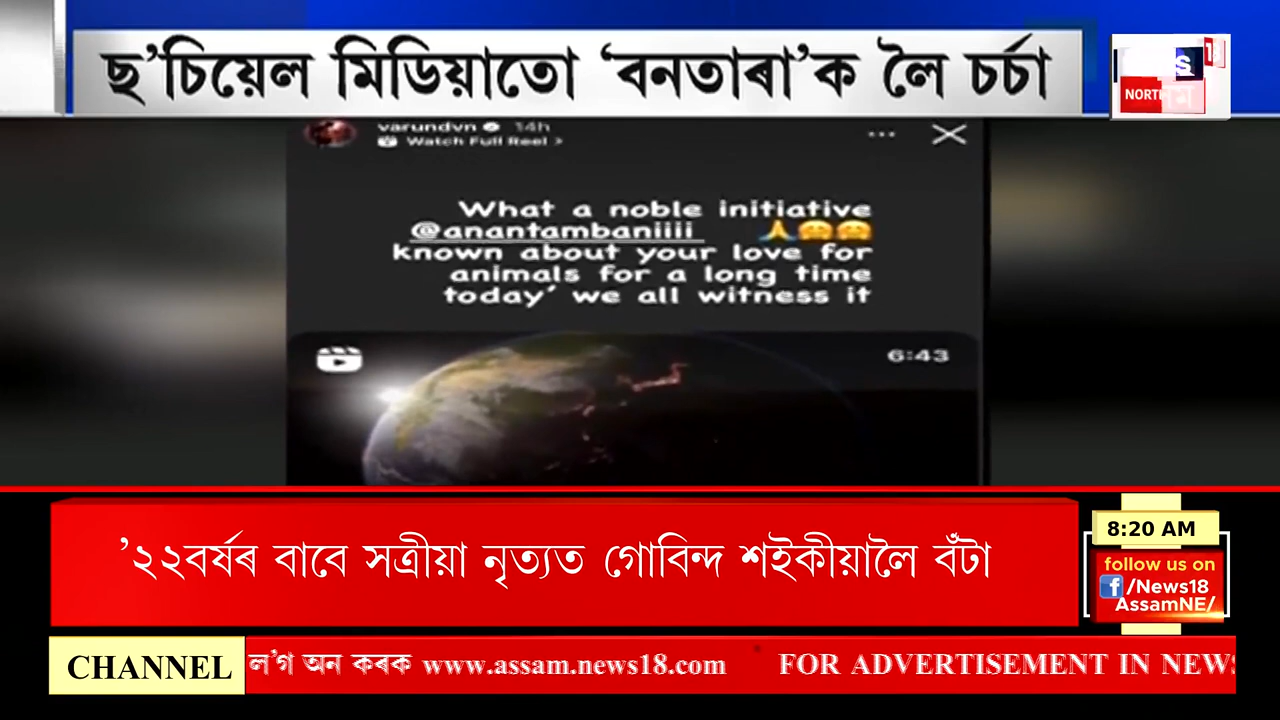 ছ’চিয়েল মিডিয়াতো ‘বনতাৰা’ক লৈ চৰ্চা
18
NORTH
varundvn 14h
Watch Full Reel >
What a noble initiative
@anantambaniiii 🙏🤗🤗
known about your love for
animals for a long time
today' we all witness it
6:43
’২২বৰ্ষৰ বাবে সত্ৰীয়া নৃত্যত গোবিন্দ শইকীয়ালৈ বঁটা
8:20 AM
follow us on
/News18
AssamNE/
CHANNEL ল'গ অন কৰক www.assam.news18.com FOR ADVERTISEMENT IN NEWS